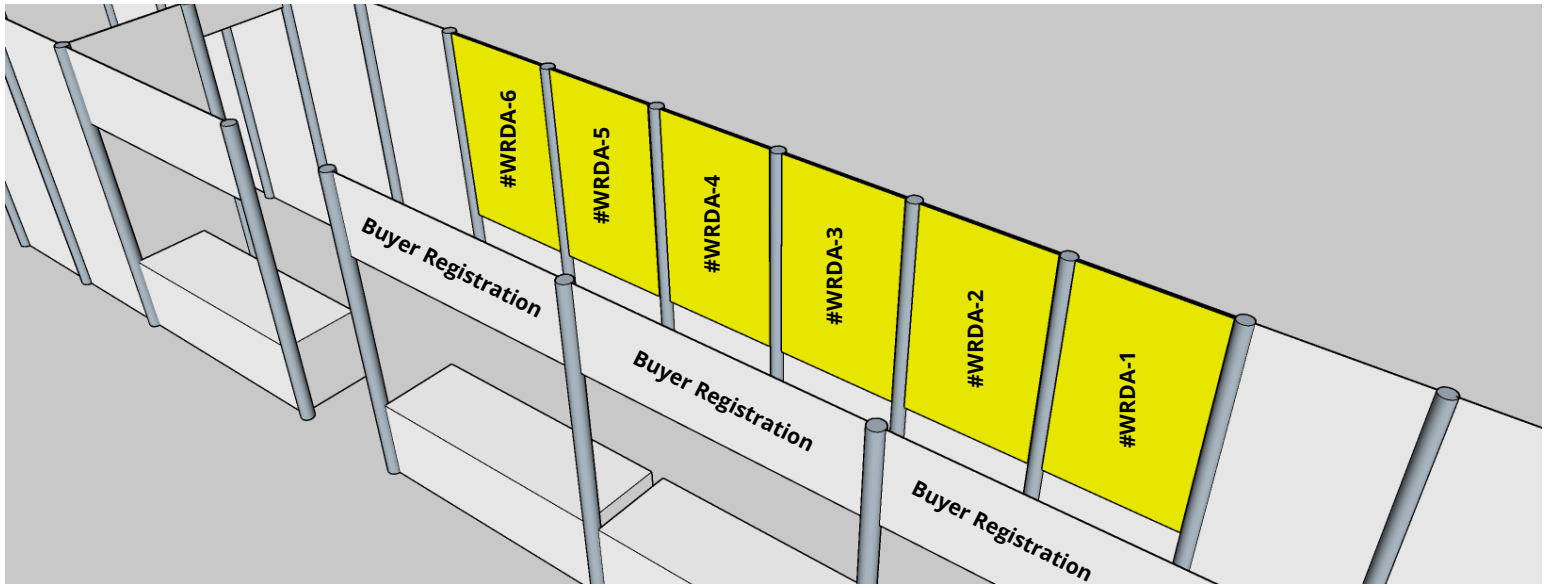 #WRDA-6
#WRDA-5
#WRDA-4
#WRDA-3
#WRDA-2
#WRDA-1
Buyer Registration
Buyer Registration
Buyer Registration